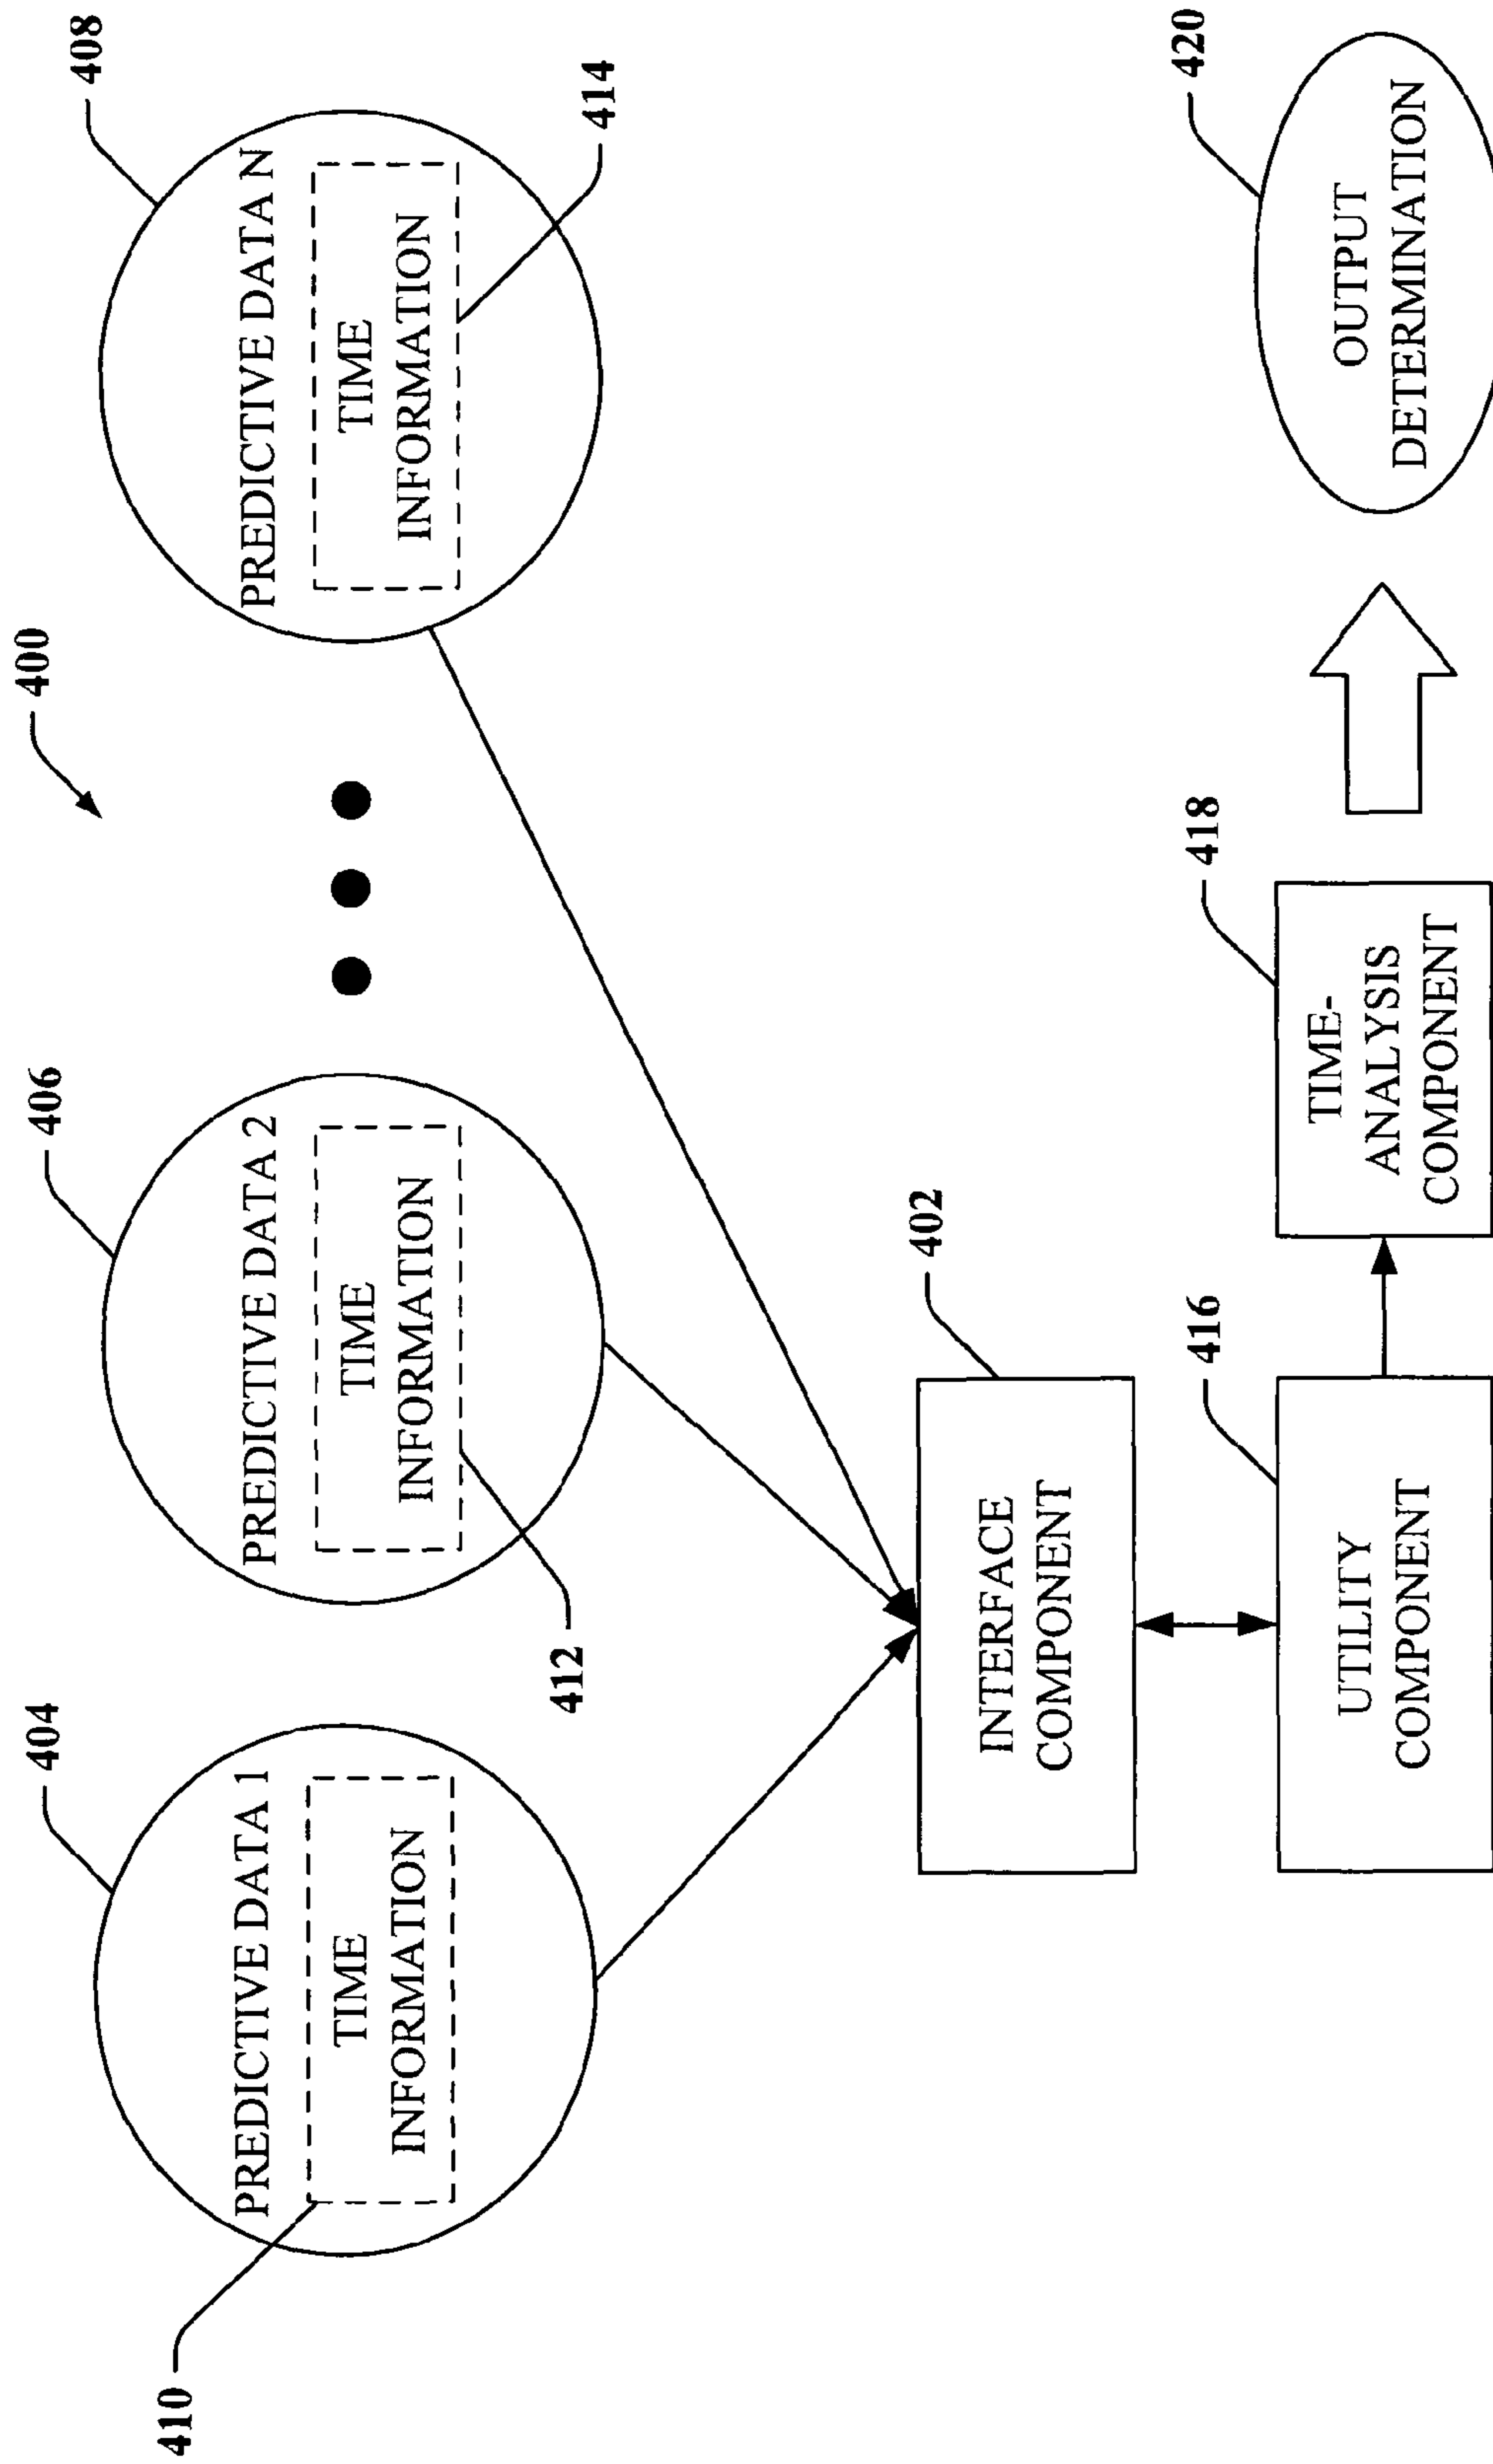 400
404
PREDICTIVE DATA 1
TIME
INFORMATION
410
406
PREDICTIVE DATA 2
TIME
INFORMATION
412
408
PREDICTIVE DATA N
TIME
INFORMATION
414
402
INTERFACE
COMPONENT
416
UTILITY
COMPONENT
418
TIME-
ANALYSIS
COMPONENT
420
OUTPUT
DETERMINATION